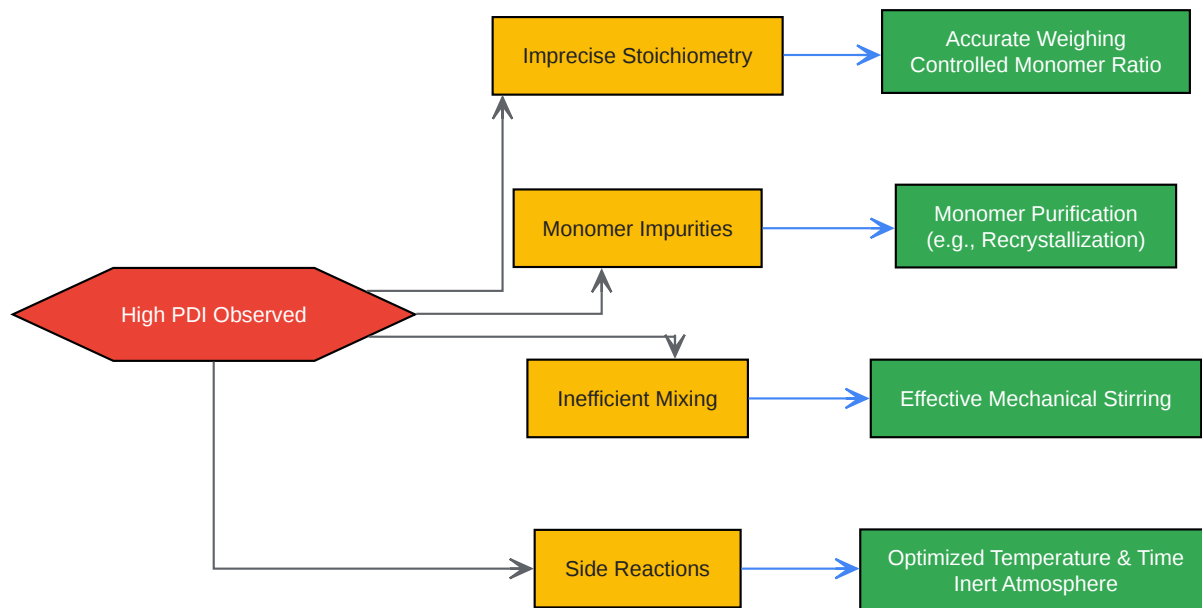 Imprecise Stoichiometry
Accurate Weighing
Controlled Monomer Ratio
Monomer Impurities
Monomer Purification
(e.g., Recrystallization)
High PDI Observed
Inefficient Mixing
Effective Mechanical Stirring
Side Reactions
Optimized Temperature & Time
Inert Atmosphere